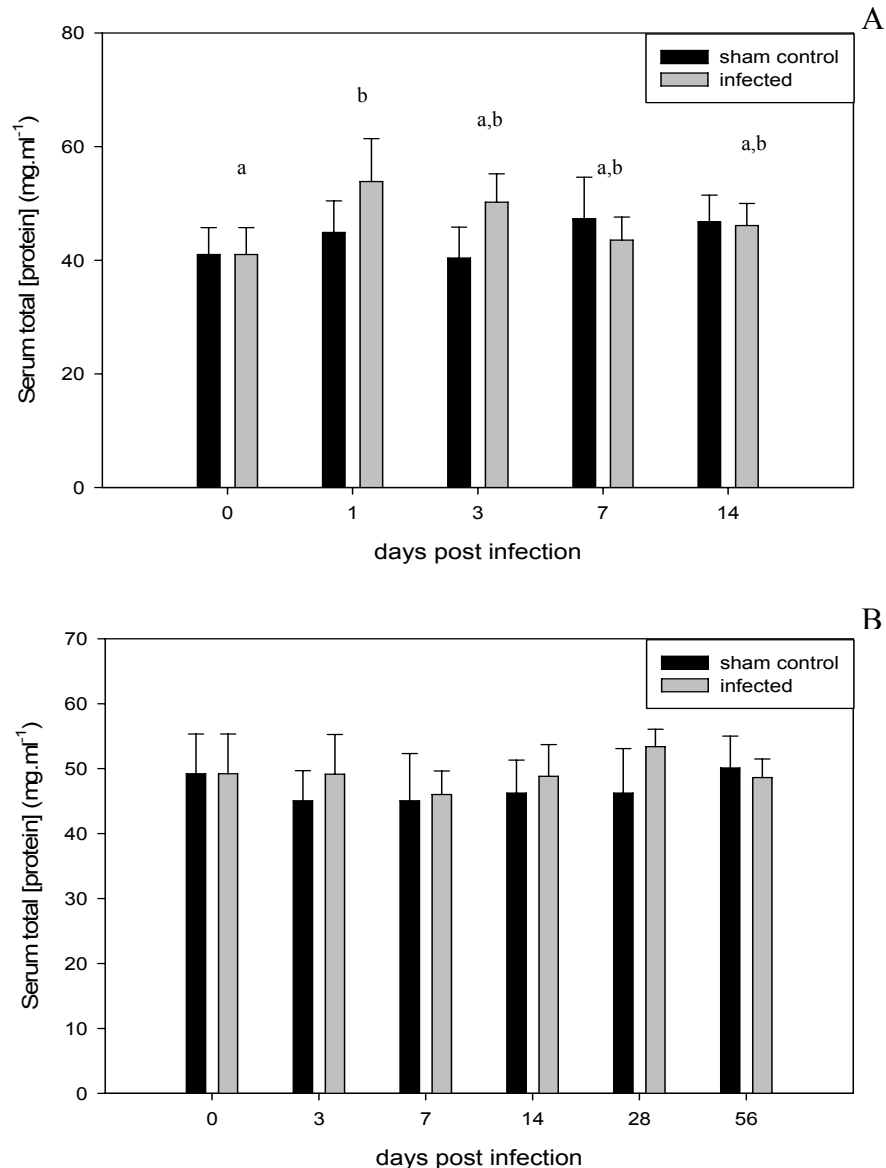 A
80
60
40
20
0
Serum total [protein] (mg.ml⁻¹)
sham control
infected
a
b
a,b
a,b
a,b
0 1 3 7 14
days post infection
B
70
60
50
40
30
20
10
0
Serum total [protein] (mg.ml⁻¹)
sham control
infected
0 3 7 14 28 56
days post infection